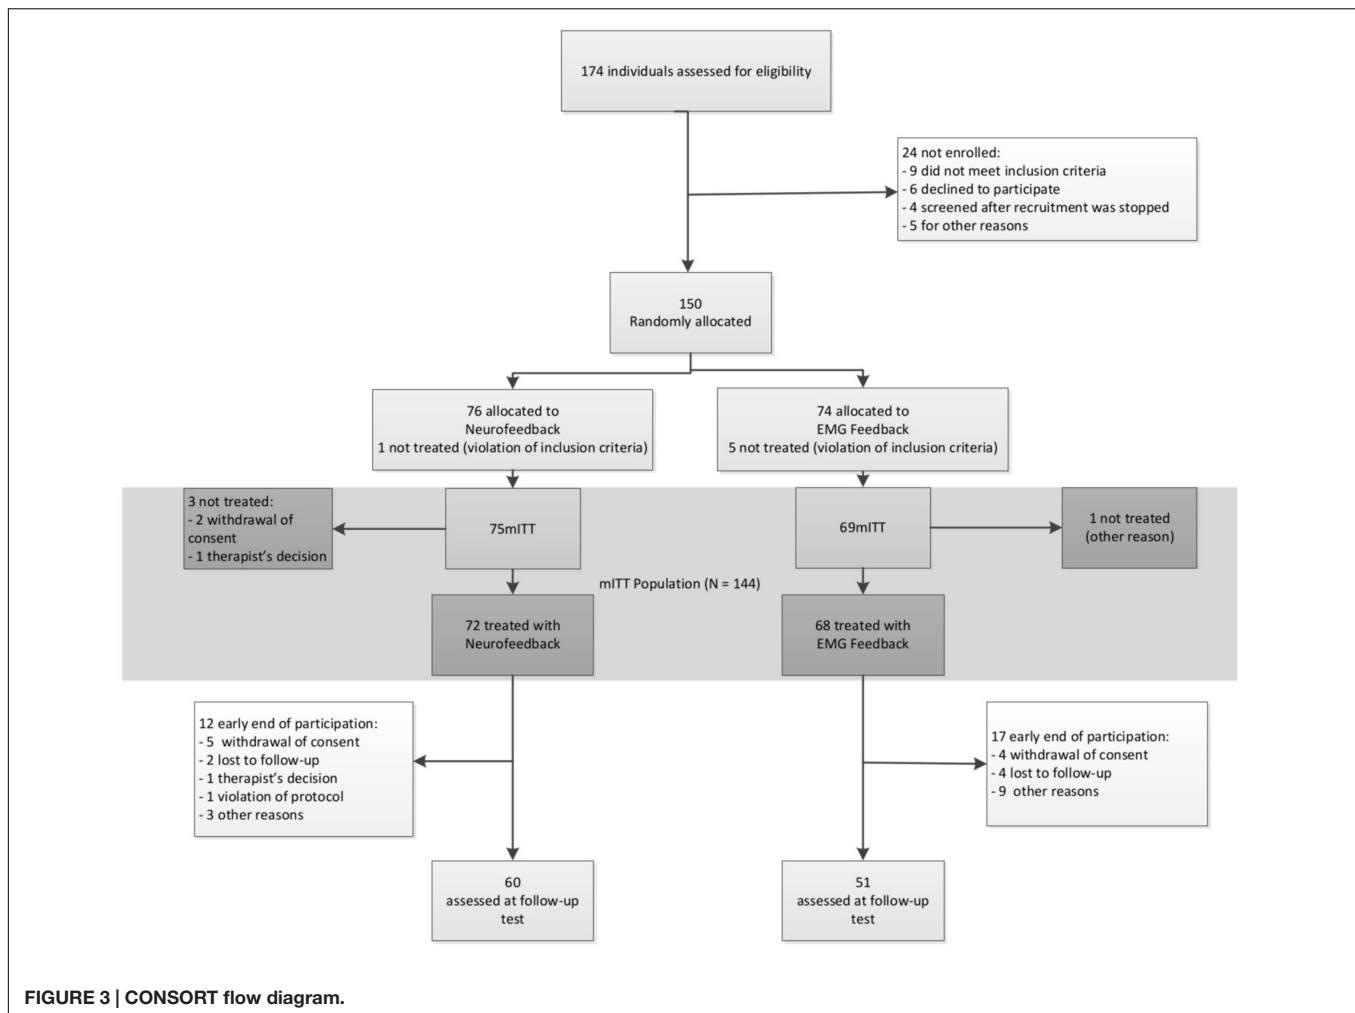 174 individuals assessed for eligibility
24 not enrolled:
- 9 did not meet inclusion criteria
- 6 declined to participate
- 4 screened after recruitment was stopped
- 5 for other reasons
150
Randomly allocated
76 allocated to
Neurofeedback
1 not treated (violation of inclusion criteria)
74 allocated to
EMG Feedback
5 not treated (violation of inclusion criteria)
3 not treated:
- 2 withdrawal of
consent
- 1 therapist's decision
75mITT
69mITT
1 not treated
(other reason)
mITT Population (N = 144)
72 treated with
Neurofeedback
68 treated with
EMG Feedback
12 early end of participation:
- 5 withdrawal of consent
- 2 lost to follow-up
- 1 therapist's decision
- 1 violation of protocol
- 3 other reasons
17 early end of participation:
- 4 withdrawal of consent
- 4 lost to follow-up
- 9 other reasons
60
assessed at follow-up
test
51
assessed at follow-up
test
FIGURE 3 | CONSORT flow diagram.